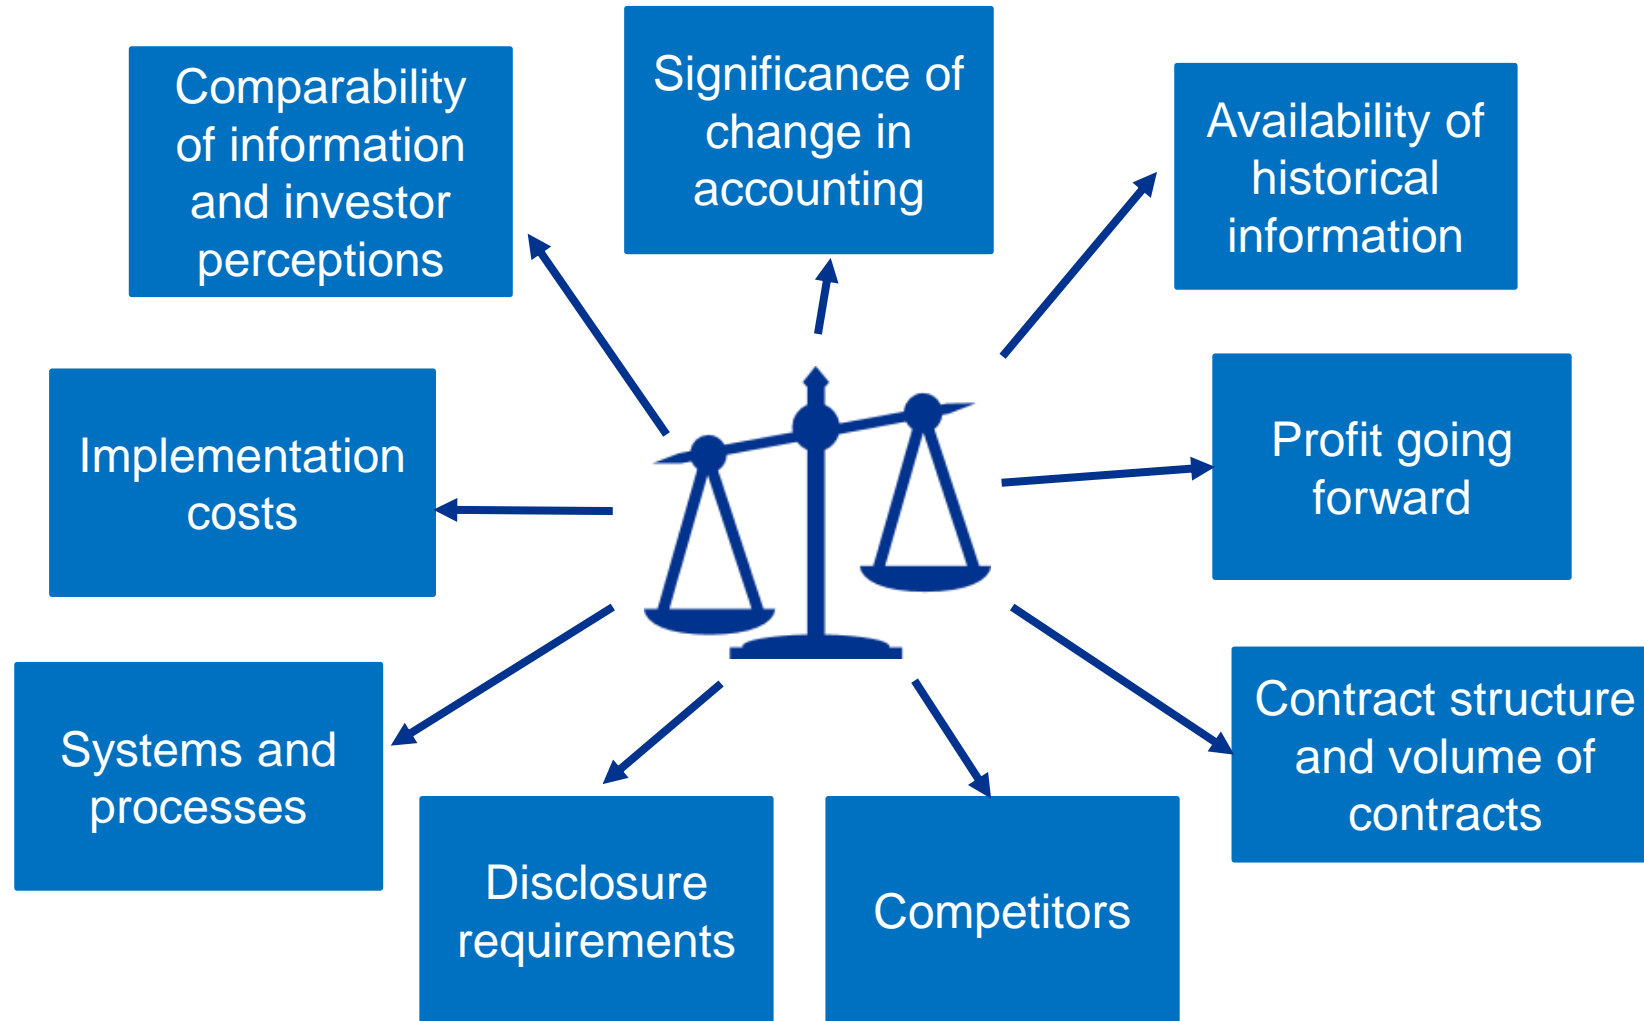 Comparability
of information
and investor
perceptions
Significance of
change in
accounting
Availability of
historical
information
Implementation
costs
Profit going
forward
Systems and
processes
Contract structure
and volume of
contracts
Disclosure
requirements
Competitors